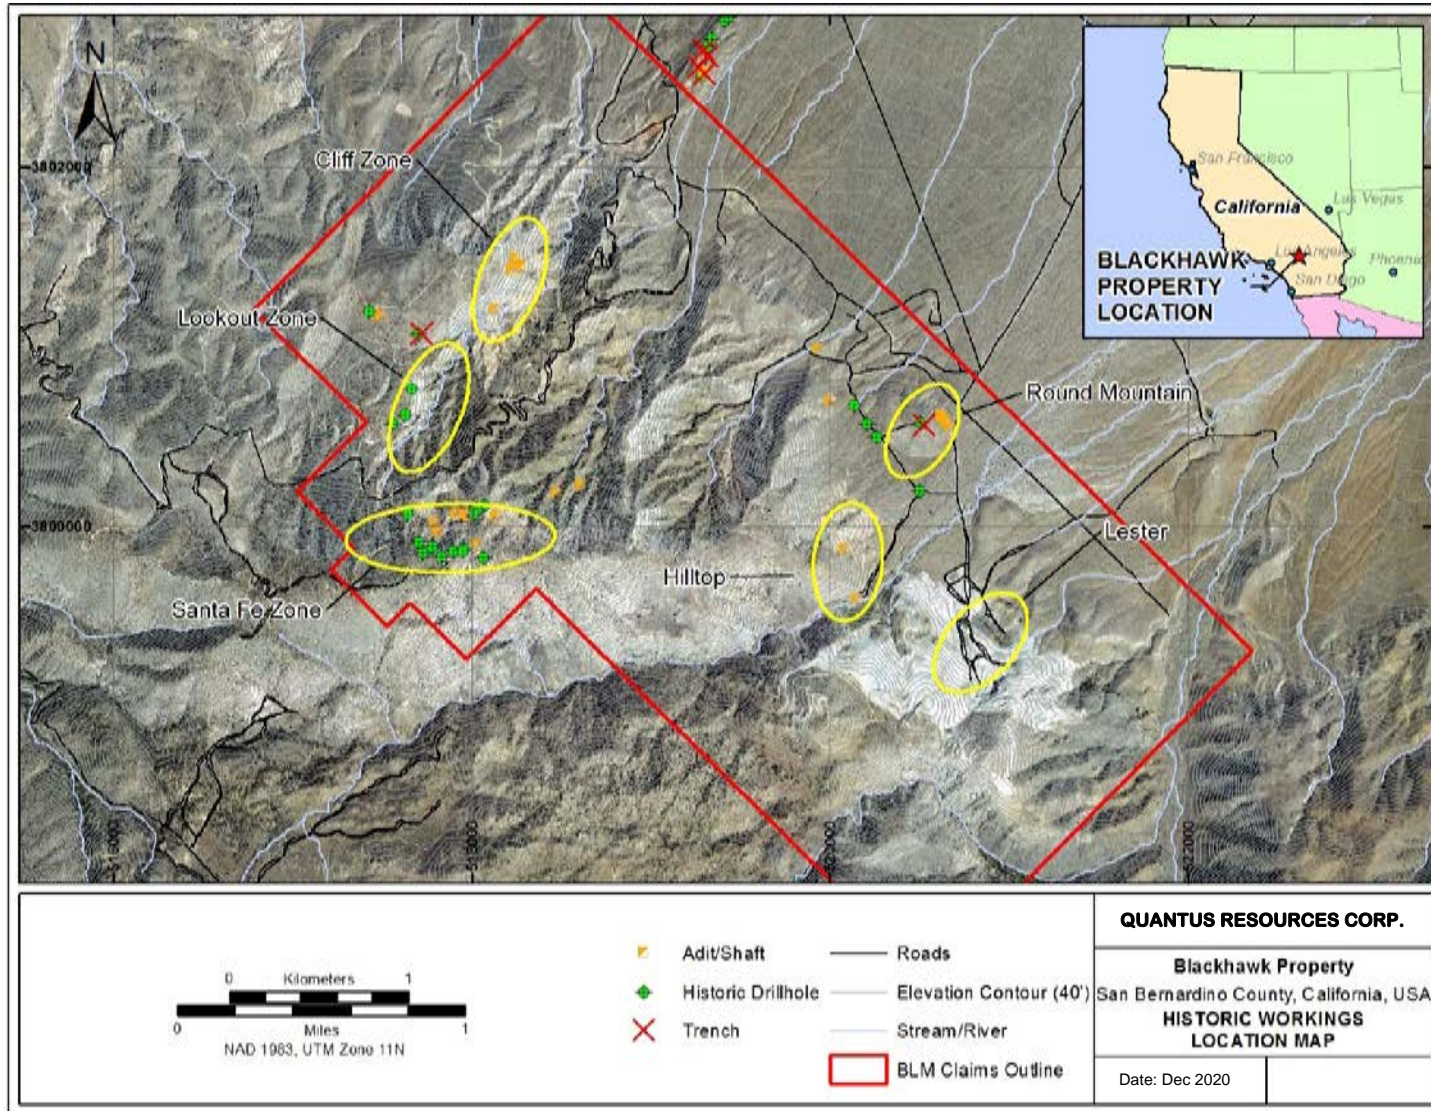 N
Cliff Zone
3802000
Lookout Zone
Round Mountain
3800000
Lester
Hilltop
Santa Fe Zone
San Francisco
Las Vegas
California
Los Angeles
San Diego
BLACKHAWK
PROPERTY
LOCATION
0 Kilometers 1
0 Miles 1
NAD 1983, UTM Zone 11N
Adit/Shaft
Historic Drillhole
Trench
Roads
Elevation Contour (40')
Stream/River
BLM Claims Outline
QUANTUS RESOURCES CORP.
Blackhawk Property
San Bernardino County, California, USA
HISTORIC WORKINGS
LOCATION MAP
Date: Dec 2020